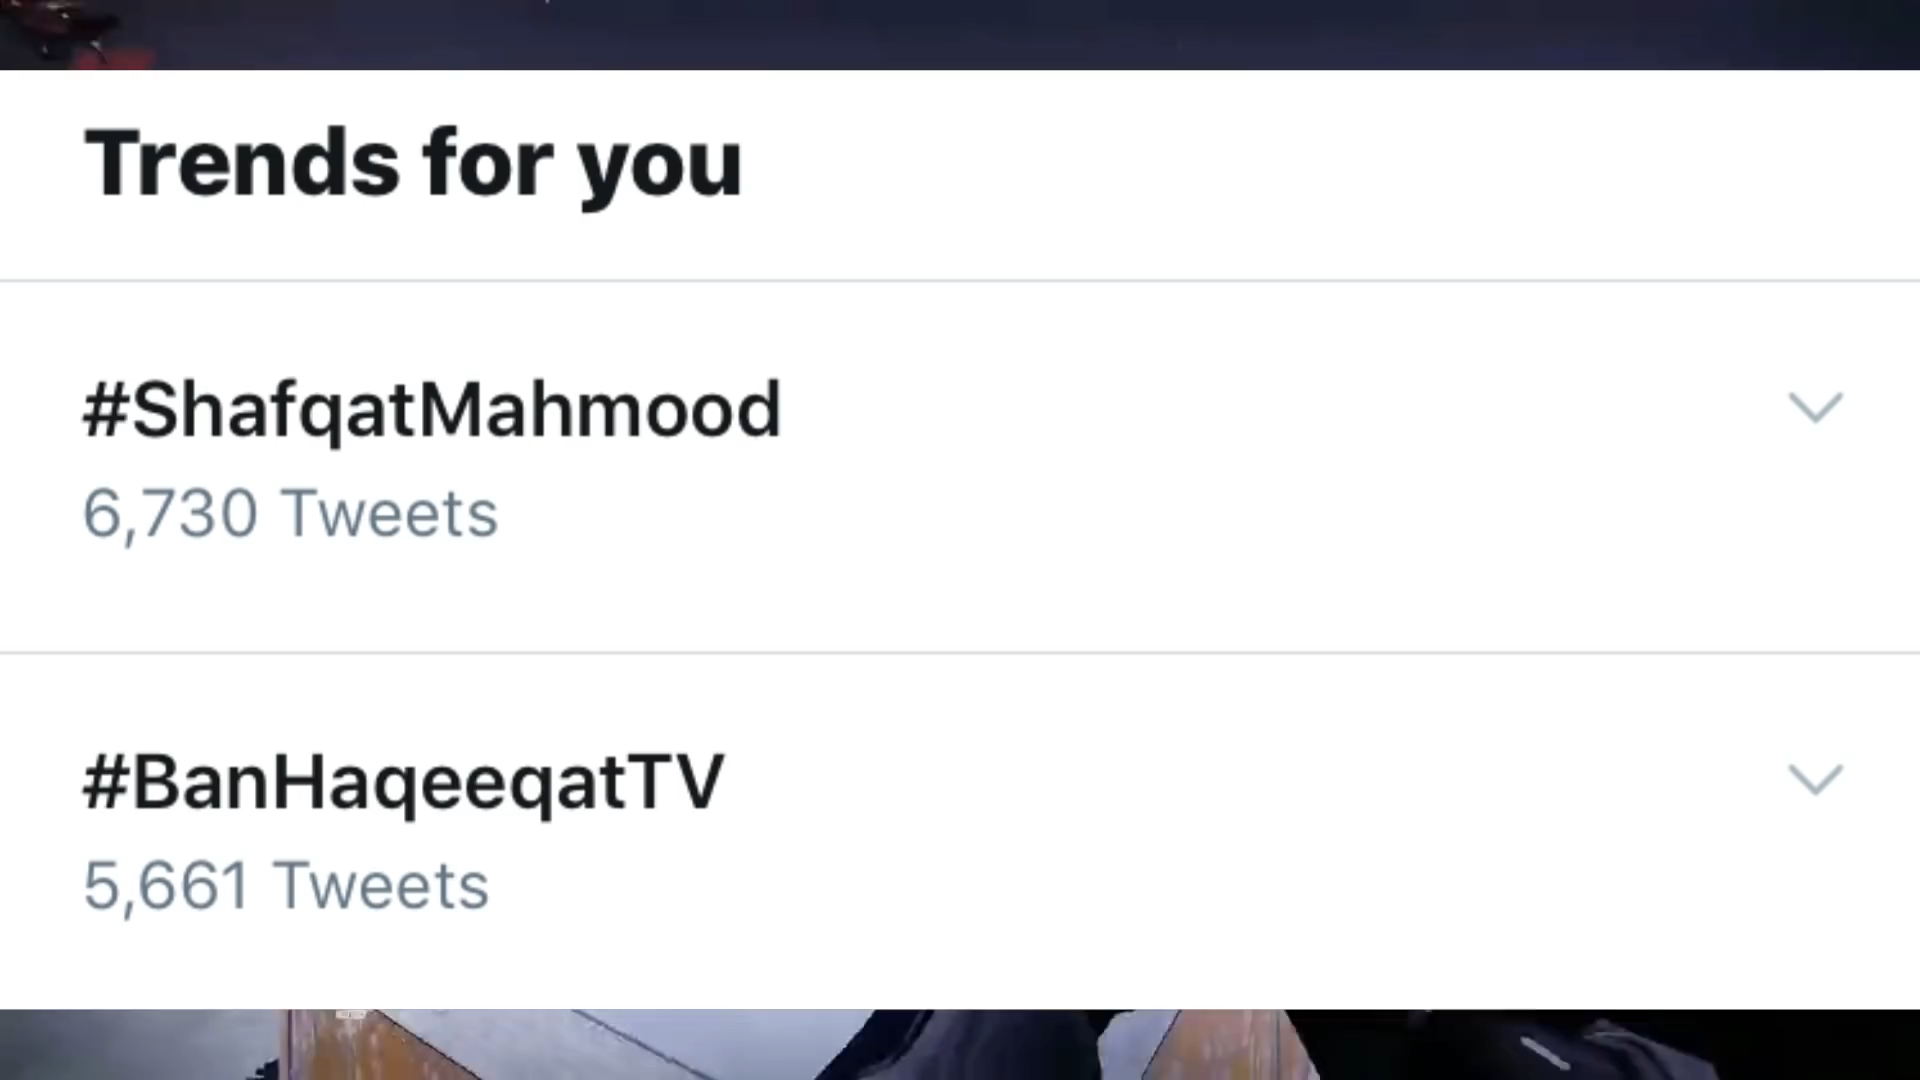 Trends for you
#ShafqatMahmood
6,730 Tweets
#BanHaqeeqatTV
5,661 Tweets